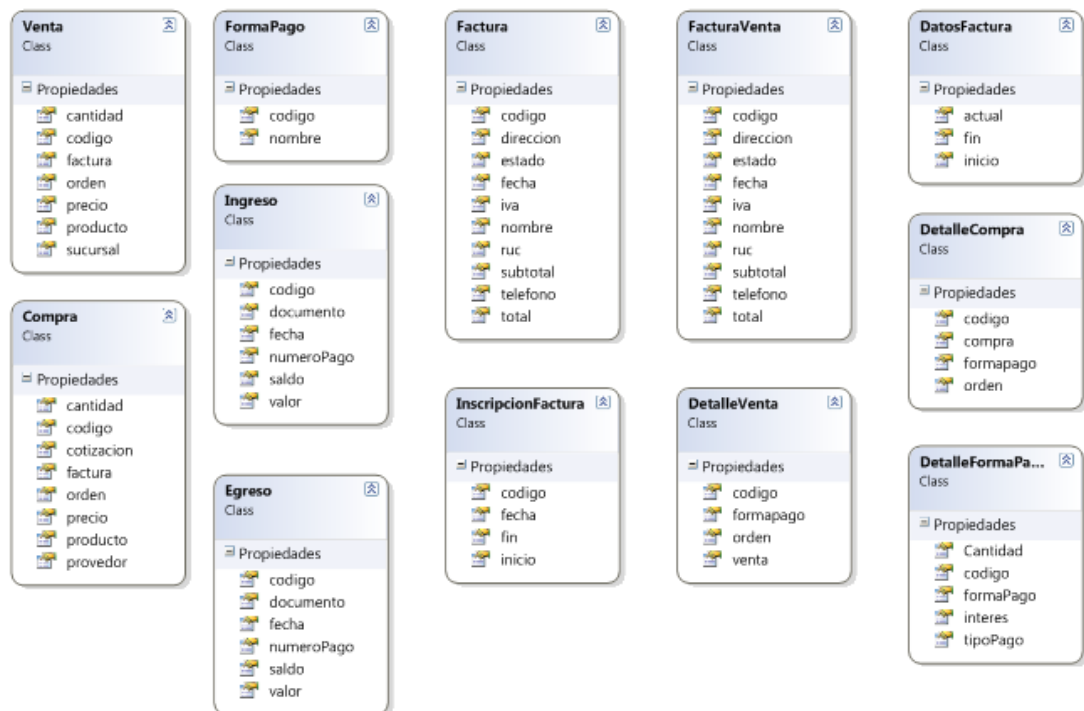 Venta
Class
Propiedades
cantidad
codigo
factura
orden
precio
producto
sucursal
Compra
Class
Propiedades
cantidad
codigo
cotizacion
factura
orden
precio
producto
provedor
FormaPago
Class
Propiedades
codigo
nombre
Ingreso
Class
Propiedades
codigo
documento
fecha
numeroPago
saldo
valor
Egreso
Class
Propiedades
codigo
documento
fecha
numeroPago
saldo
valor
Factura
Class
Propiedades
codigo
direccion
estado
fecha
iva
nombre
ruc
subtotal
telefono
total
InscripcionFactura
Class
Propiedades
codigo
fecha
fin
inicio
FacturaVenta
Class
Propiedades
codigo
direccion
estado
fecha
iva
nombre
ruc
subtotal
telefono
total
DetalleVenta
Class
Propiedades
codigo
formapago
orden
venta
DatosFactura
Class
Propiedades
actual
fin
inicio
DetalleCompra
Class
Propiedades
codigo
compra
formapago
orden
DetalleFormaPa...
Class
Propiedades
Cantidad
codigo
formaPago
interes
tipoPago